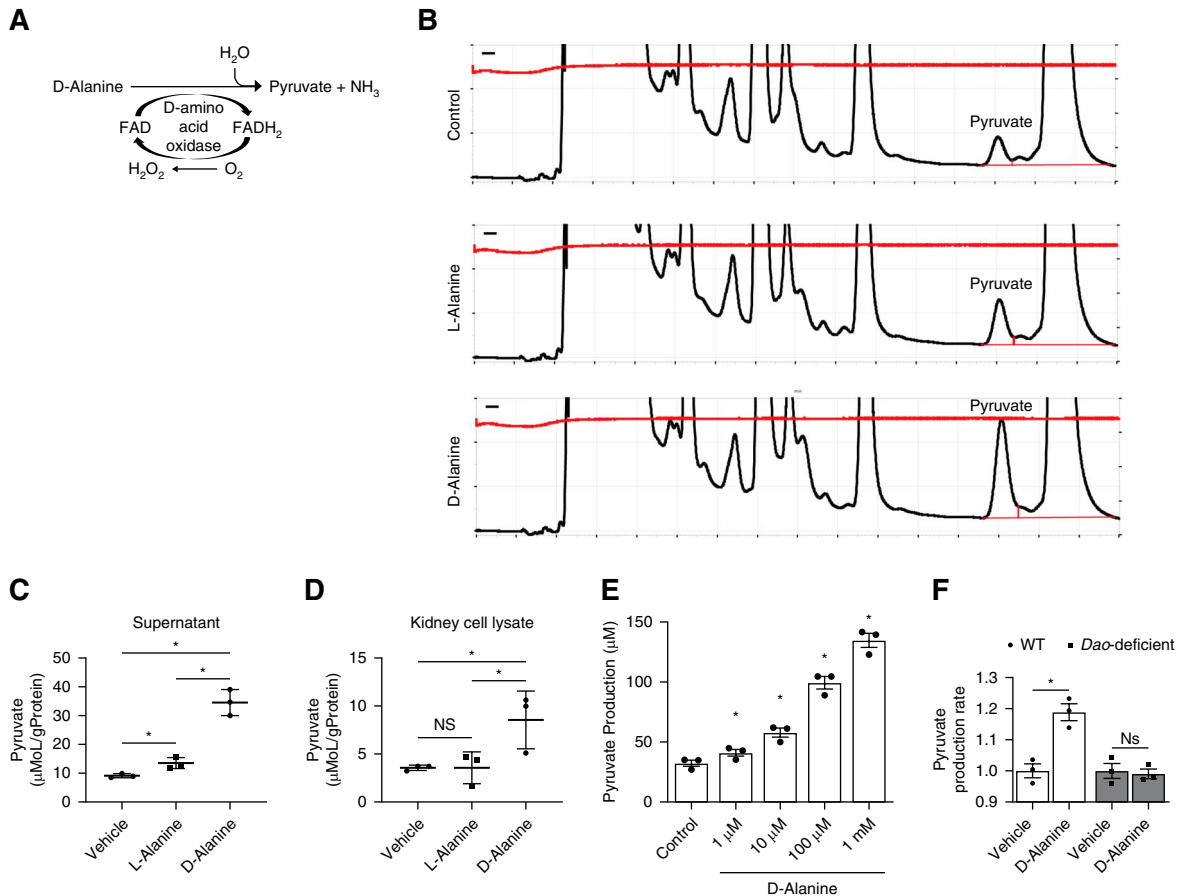 A
H2O
D-Alanine
Pyruvate + NH3
D-amino
acid
oxidase
FAD
FADH2
H2O2
O2
B
Control
Pyruvate
L-Alanine
Pyruvate
D-Alanine
Pyruvate
C
Supernatant
Pyruvate
(μMoL/gProtein)
50
40
30
20
10
0
*
*
*
Vehicle
L-Alanine
D-Alanine
D
Kidney cell lysate
Pyruvate
(μMoL/gProtein)
15
10
5
0
*
*
NS
Vehicle
L-Alanine
D-Alanine
E
Pyruvate Production (μM)
150
100
50
0
*
*
*
*
Control
1 μM
10 μM
100 μM
1 mM
D-Alanine
F
WT
Dao-deficient
Pyruvate
production rate
1.3
1.2
1.1
1.0
0.9
*
Ns
Vehicle
D-Alanine
Vehicle
D-Alanine